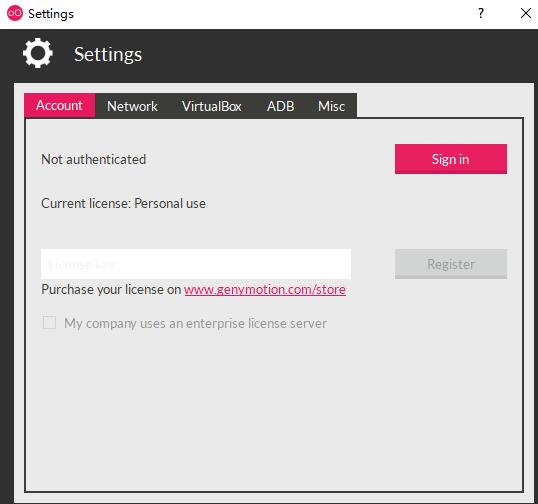 Settings
Settings
Account Network VirtualBox ADB Misc
Not authenticated Sign in
Current license: Personal use
License key Register
Purchase your license on www.genymotion.com/store
My company uses an enterprise license server